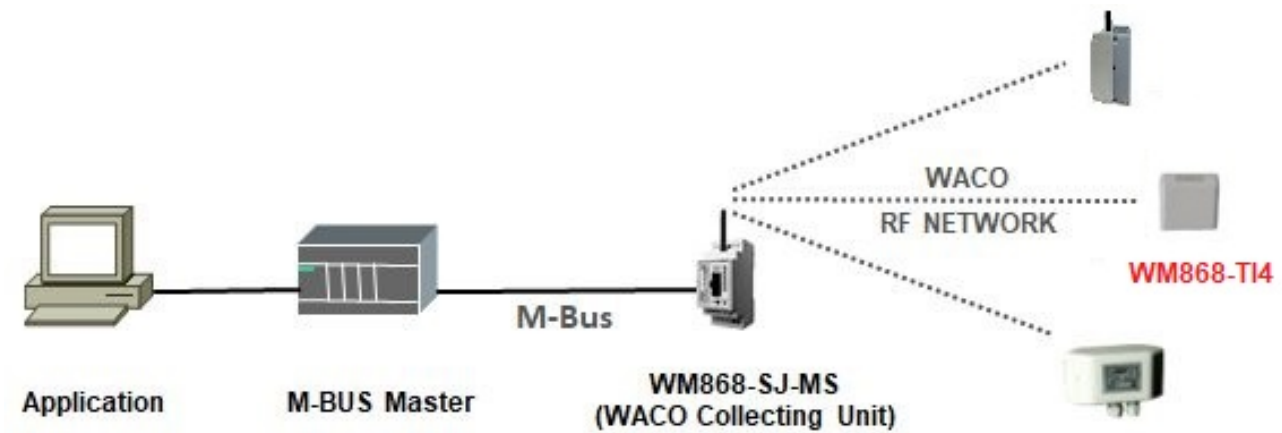 WACO
RF NETWORK
WM868-TI4
M-Bus
Application
M-BUS Master
WM868-SJ-MS
(WACO Collecting Unit)